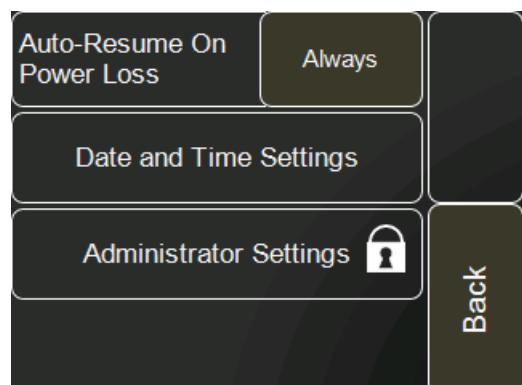 Auto-Resume On
Power Loss
Always
Date and Time Settings
Administrator Settings
Back